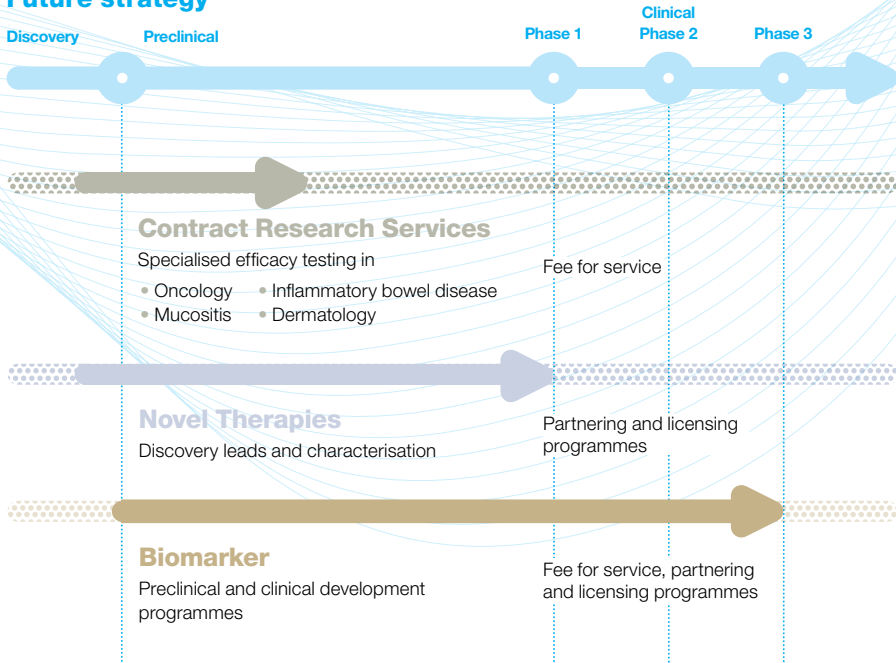 Future strategy
Clinical
Discovery Preclinical Phase 1 Phase 2 Phase 3
Contract Research Services
Specialised efficacy testing in
• Oncology • Inflammatory bowel disease
• Mucositis • Dermatology
Fee for service
Novel Therapies
Discovery leads and characterisation
Partnering and licensing
programmes
Biomarker
Preclinical and clinical development
programmes
Fee for service, partnering
and licensing programmes